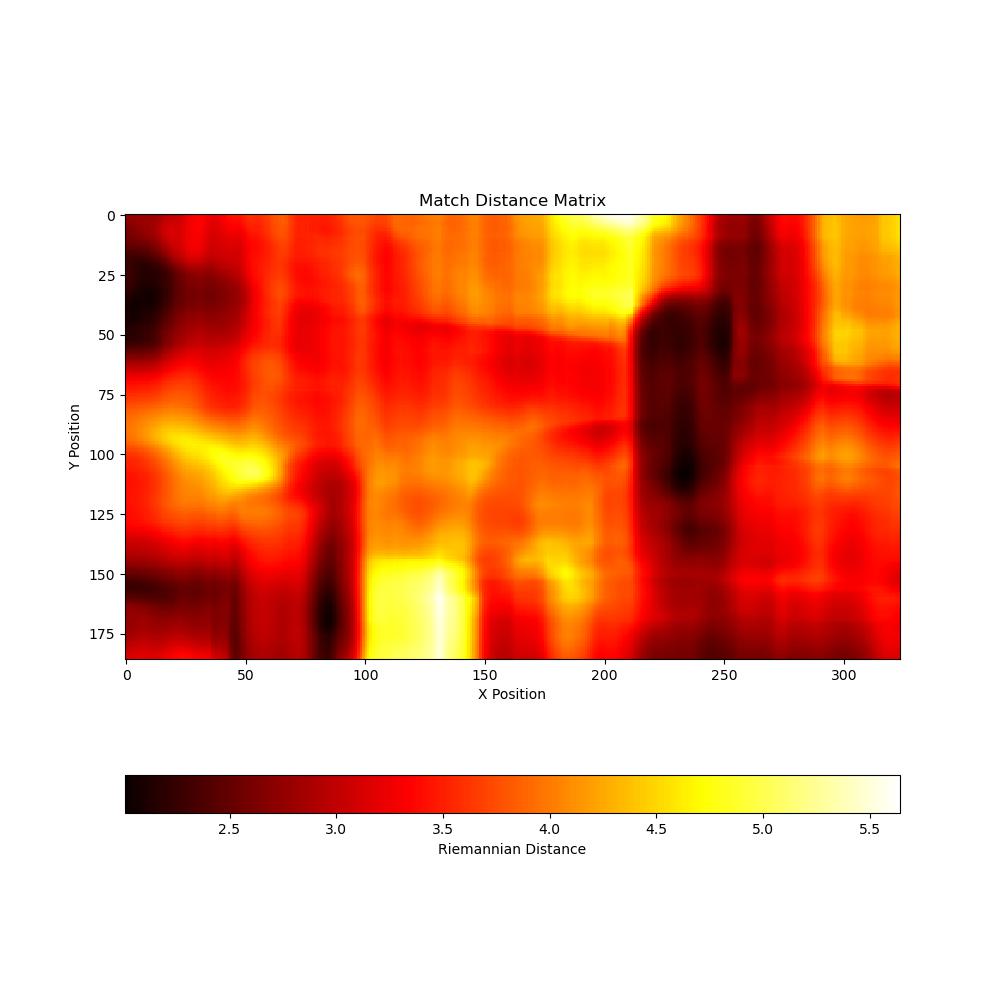 Match Distance Matrix
0
25
50
75
100
125
150
175
Y Position
0 50 100 150 200 250 300
X Position
2.5 3.0 3.5 4.0 4.5 5.0 5.5
Riemannian Distance